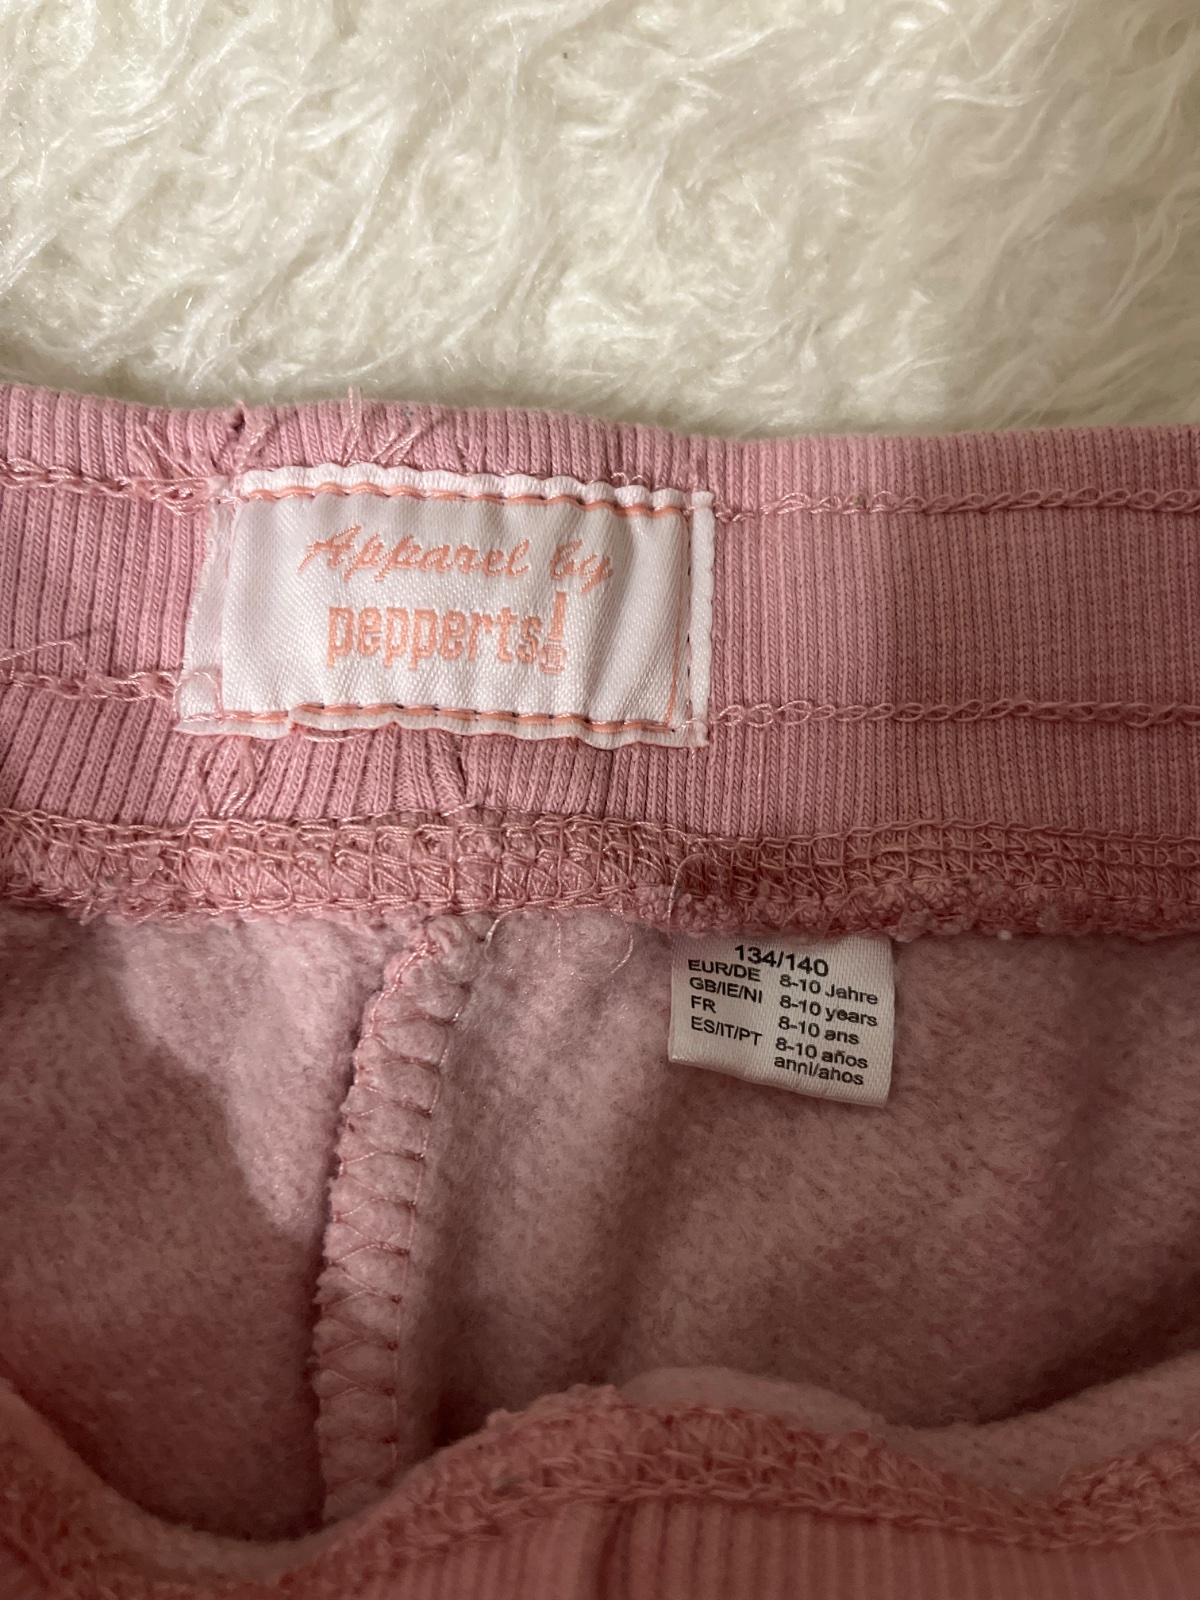 Apparel by
pepperts!
134/140
EUR/DE 8-10 Jahre
GB/IE/NI 8-10 years
FR 8-10 ans
ES/IT/PT 8-10 años
anni/ahos